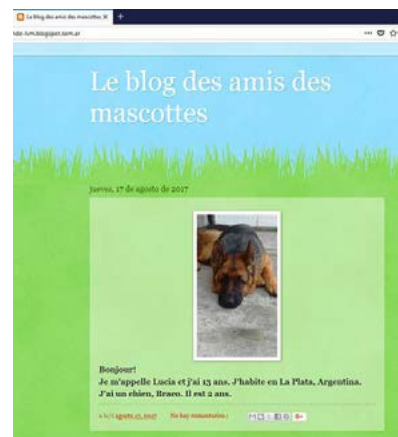 Le blog des amis des mascottes
Le blog des amis des
mascottes
jueves, 17 de agosto de 2017
Bonjour!
Je m'appelle Lucia et j'ai 13 ans. J'habite en La Plata, Argentina.
J'ai un chien, Braco. Il est 2 ans.
agosto 17, 2017 No hay comentarios: